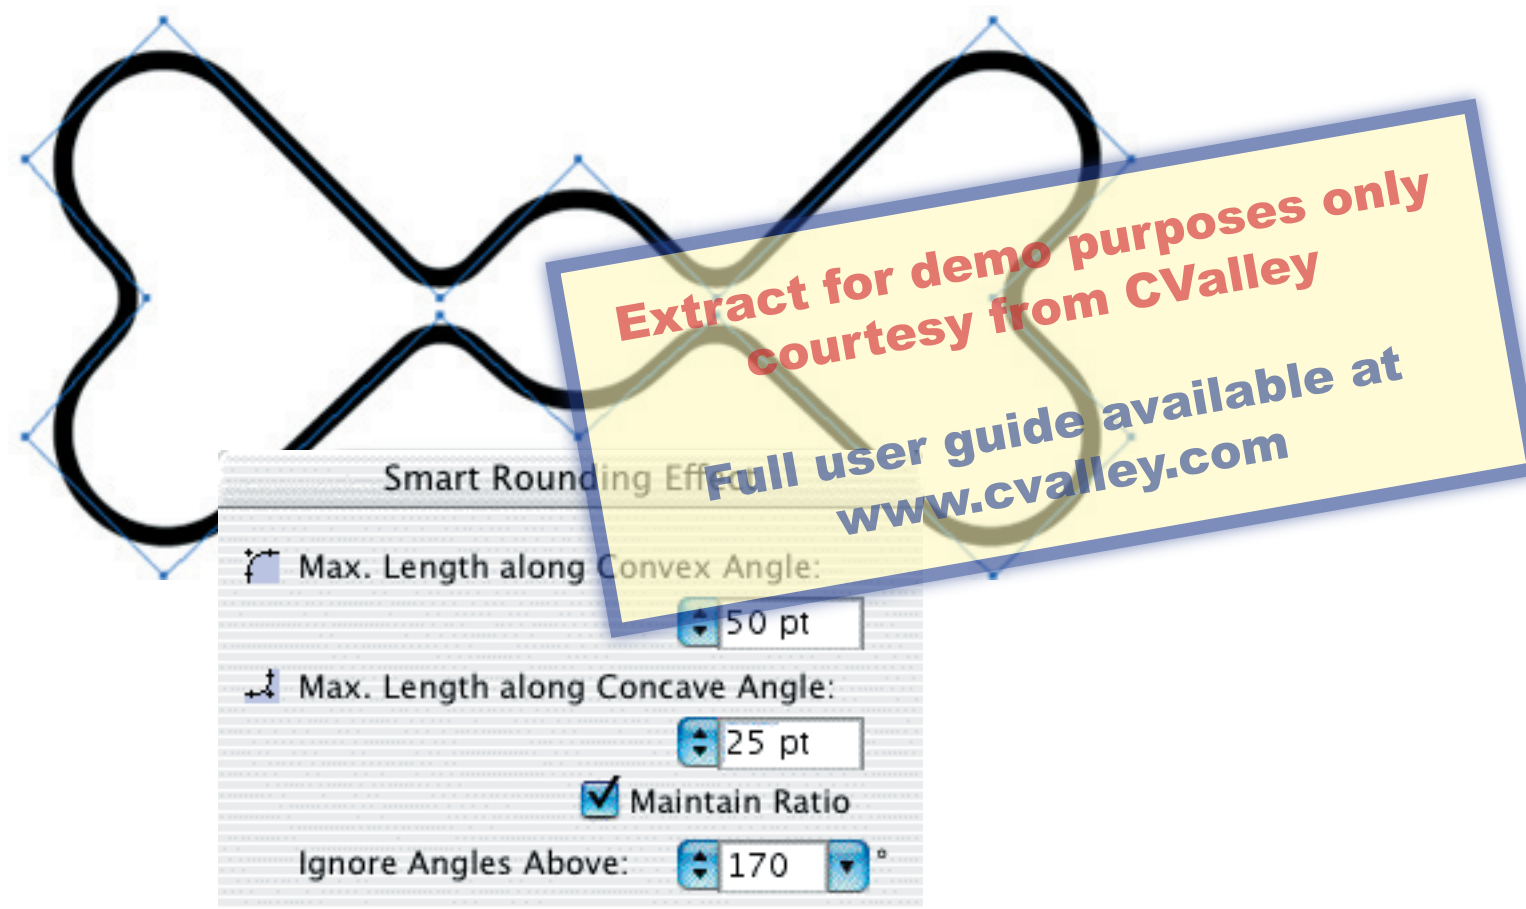 Extract for demo purposes only
courtesy from CValley
Full user guide available at
www.cvalley.com
Smart Rounding Effect
Max. Length along Convex Angle:
50 pt
Max. Length along Concave Angle:
25 pt
Maintain Ratio
Ignore Angles Above: 170 °